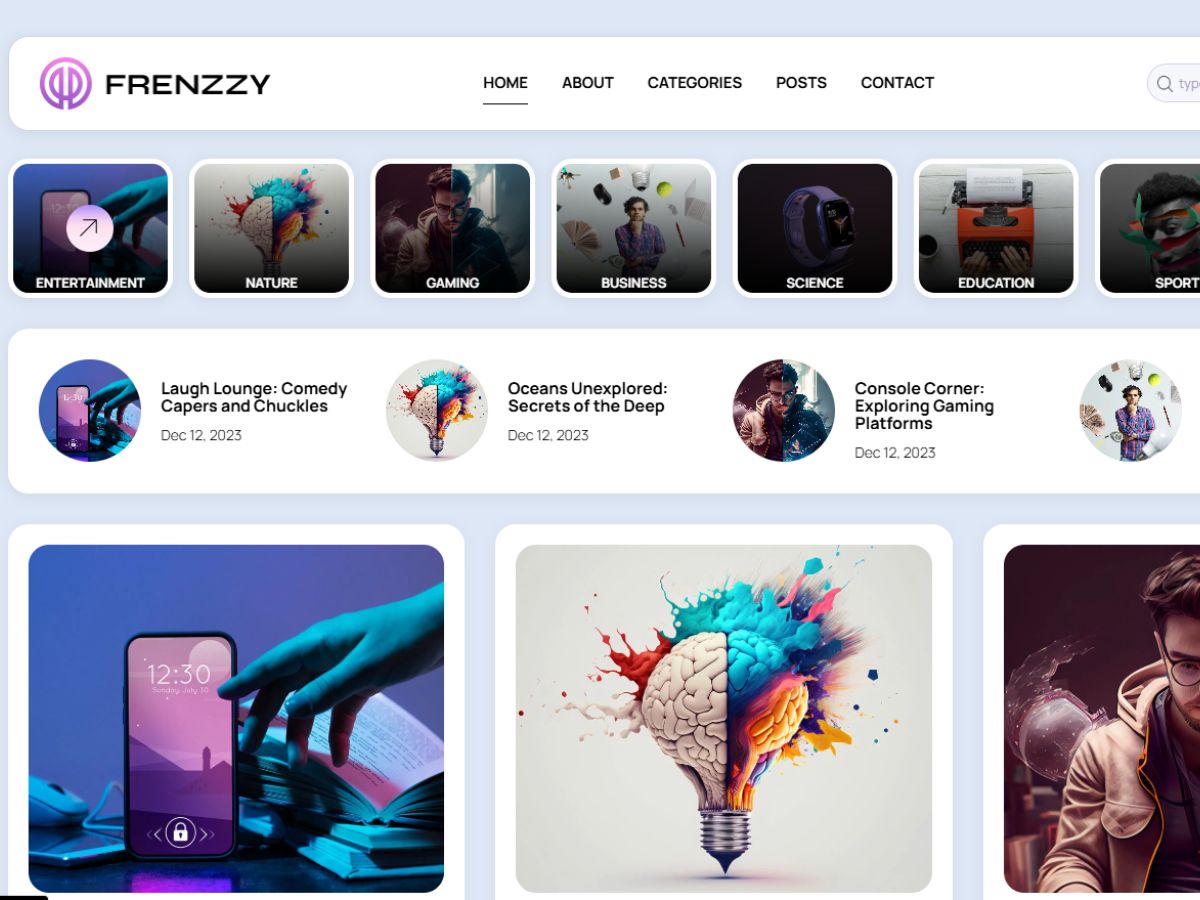 FRENZZY
HOME ABOUT CATEGORIES POSTS CONTACT
typ
ENTERTAINMENT
NATURE
GAMING
BUSINESS
SCIENCE
EDUCATION
SPORT
Laugh Lounge: Comedy
Capers and Chuckles
Dec 12, 2023
Oceans Unexplored:
Secrets of the Deep
Dec 12, 2023
Console Corner:
Exploring Gaming
Platforms
Dec 12, 2023
12:30
Sunday July 30